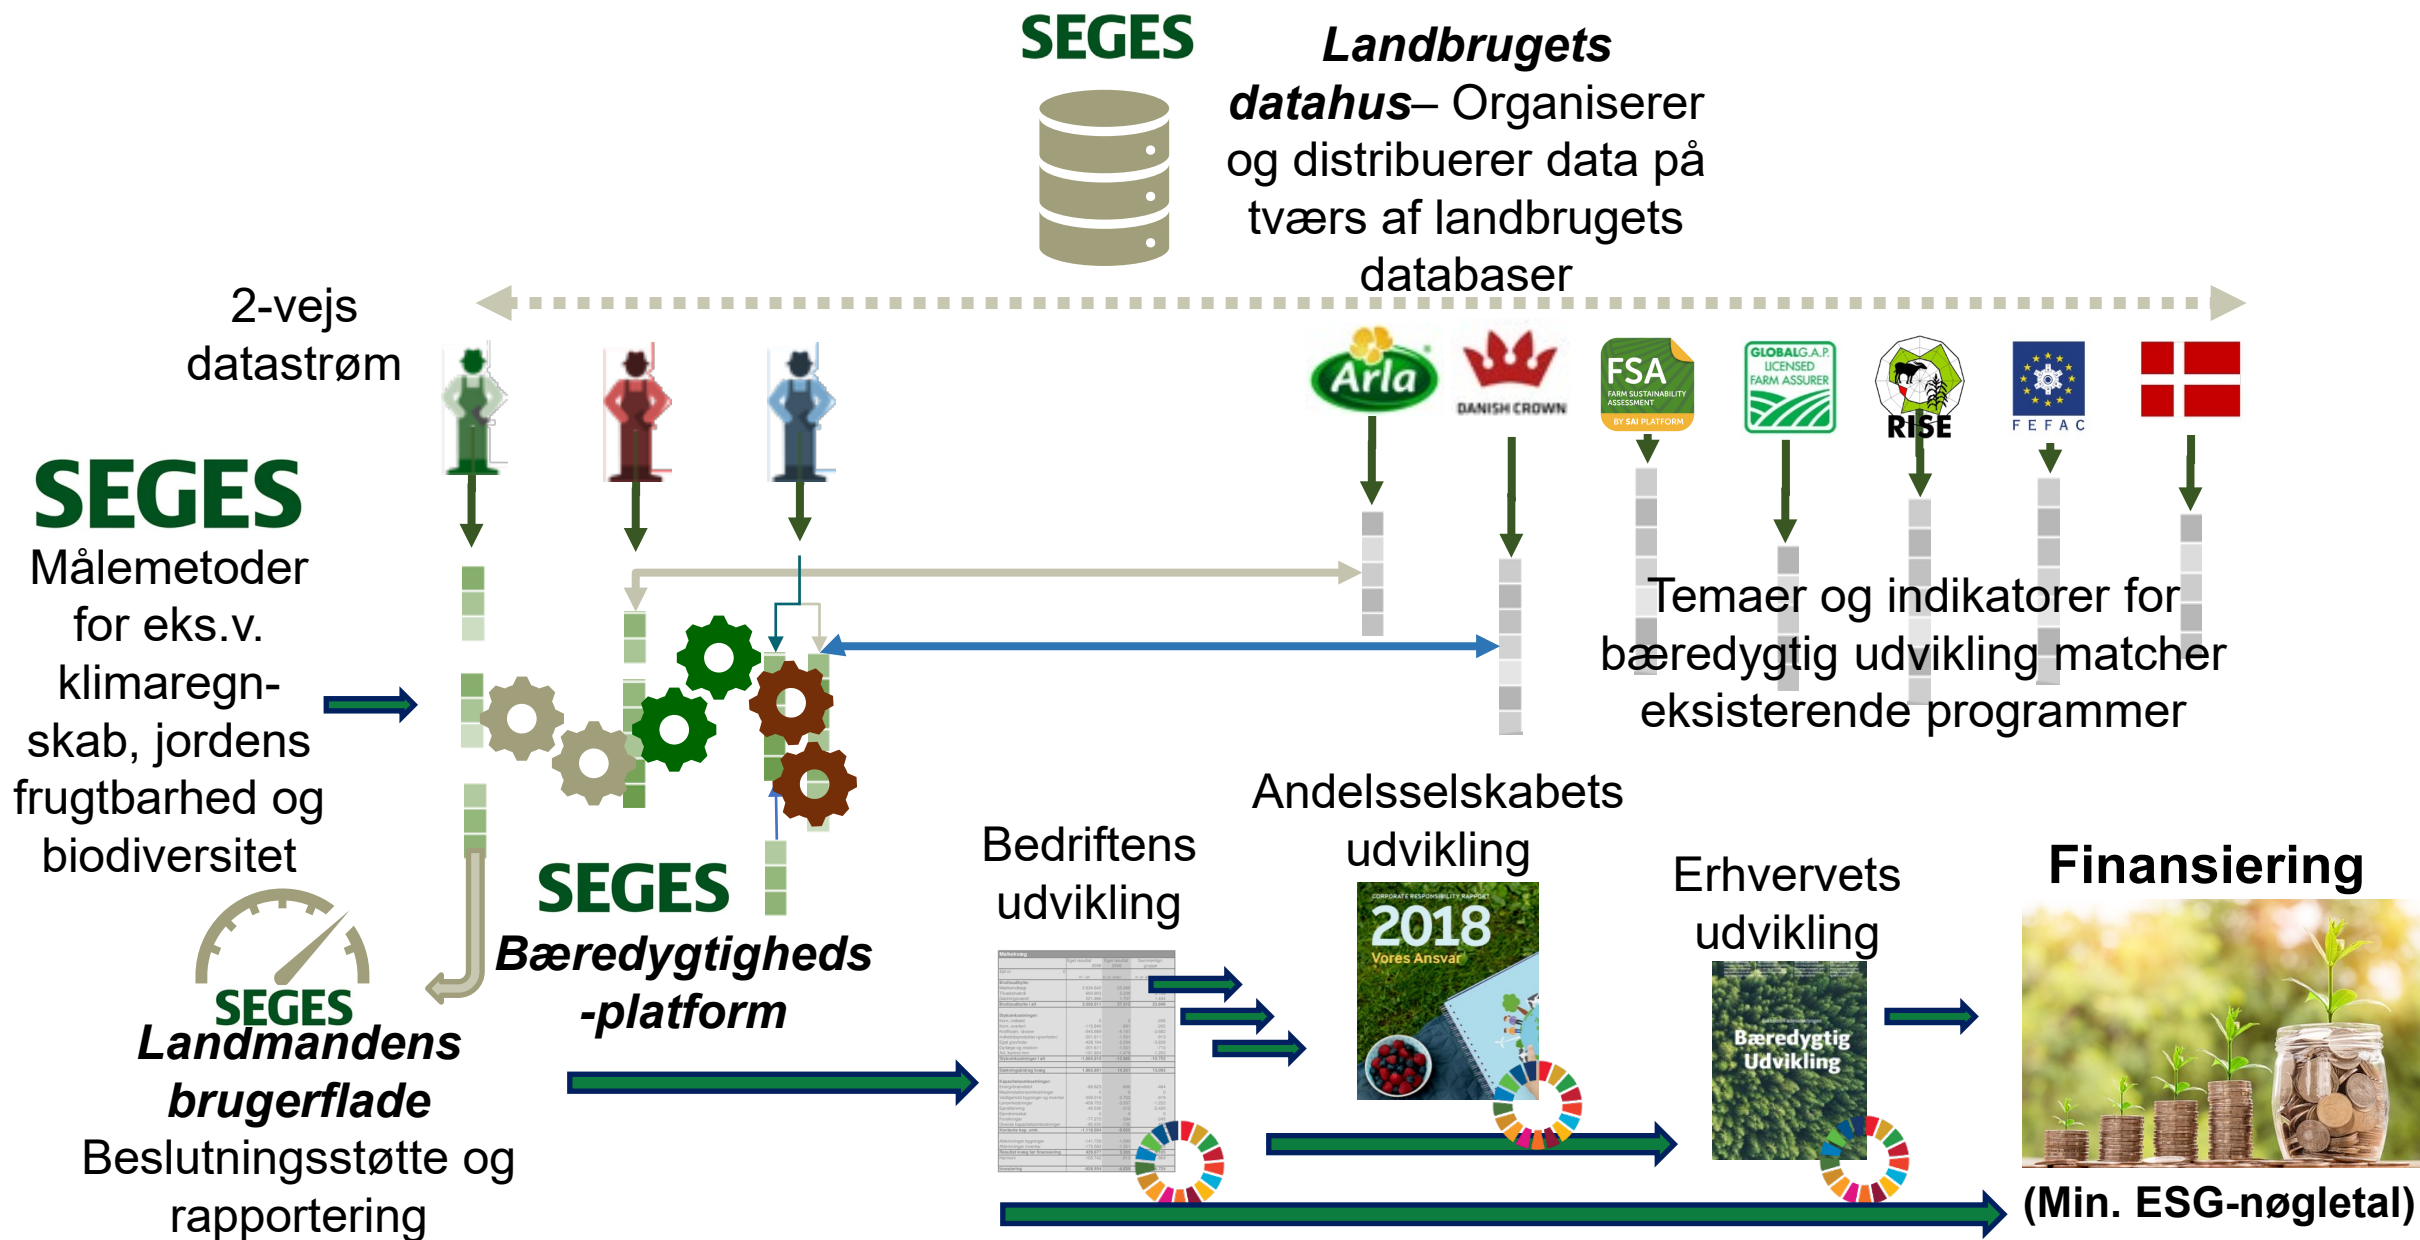 SEGES
Landbrugets
datahus– Organiserer
og distribuerer data på
tværs af landbrugets
databaser
2-vejs
datastrøm
Arla
DANISH CROWN
FSA
FARM SUSTAINABILITY
ASSESSMENT
BY SAI PLATFORM
GLOBALG.A.P.
LICENSED
FARM ASSURER
RISE
FEFAC
SEGES
Målemetoder
for eks.v.
klimaregn-
skab, jordens
frugtbarhed og
biodiversitet
Temaer og indikatorer for
bæredygtig udvikling matcher
eksisterende programmer
SEGES
Landmandens
brugerflade
Beslutningsstøtte og
rapportering
SEGES
Bæredygtigheds
-platform
Bedriftens
udvikling
Andelsselskabets
udvikling
CORPORATE RESPONSIBILITY RAPPORT
2018
Vores Ansvar
Erhvervets
udvikling
Bæredygtig
Udvikling
Finansiering
(Min. ESG-nøgletal)